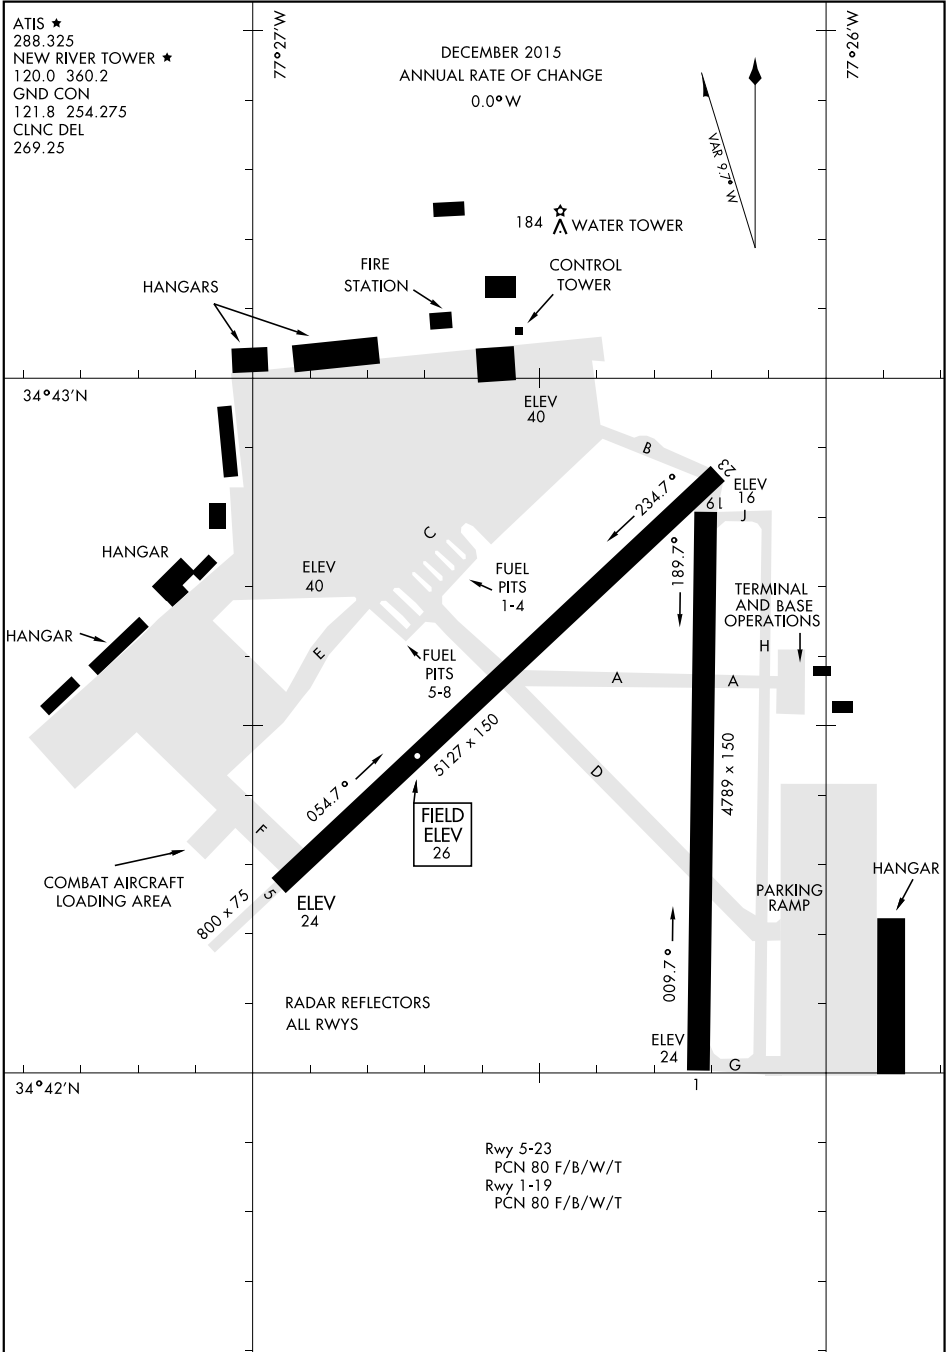 ATIS ★
288.325
NEW RIVER TOWER ★
120.0 360.2
GND CON
121.8 254.275
CLNC DEL
269.25
77°27'W
77°26'W
DECEMBER 2015
ANNUAL RATE OF CHANGE
0.0° W
VAR 9.7° W
184
WATER TOWER
HANGARS
FIRE
STATION
CONTROL
TOWER
34°43'N
ELEV
40
B
23
ELEV
16
19
J
234.7°
189.7°
C
HANGAR
ELEV
40
FUEL
PITS
1-4
TERMINAL
AND BASE
OPERATIONS
HANGAR
E
FUEL
PITS
5-8
H
A
A
5127 x 150
4789 x 150
D
054.7°
FIELD
ELEV
26
F
COMBAT AIRCRAFT
LOADING AREA
5
800 x 75
ELEV
24
PARKING
RAMP
HANGAR
009.7°
RADAR REFLECTORS
ALL RWYS
ELEV
24
G
1
34°42'N
Rwy 5-23
PCN 80 F/B/W/T
Rwy 1-19
PCN 80 F/B/W/T